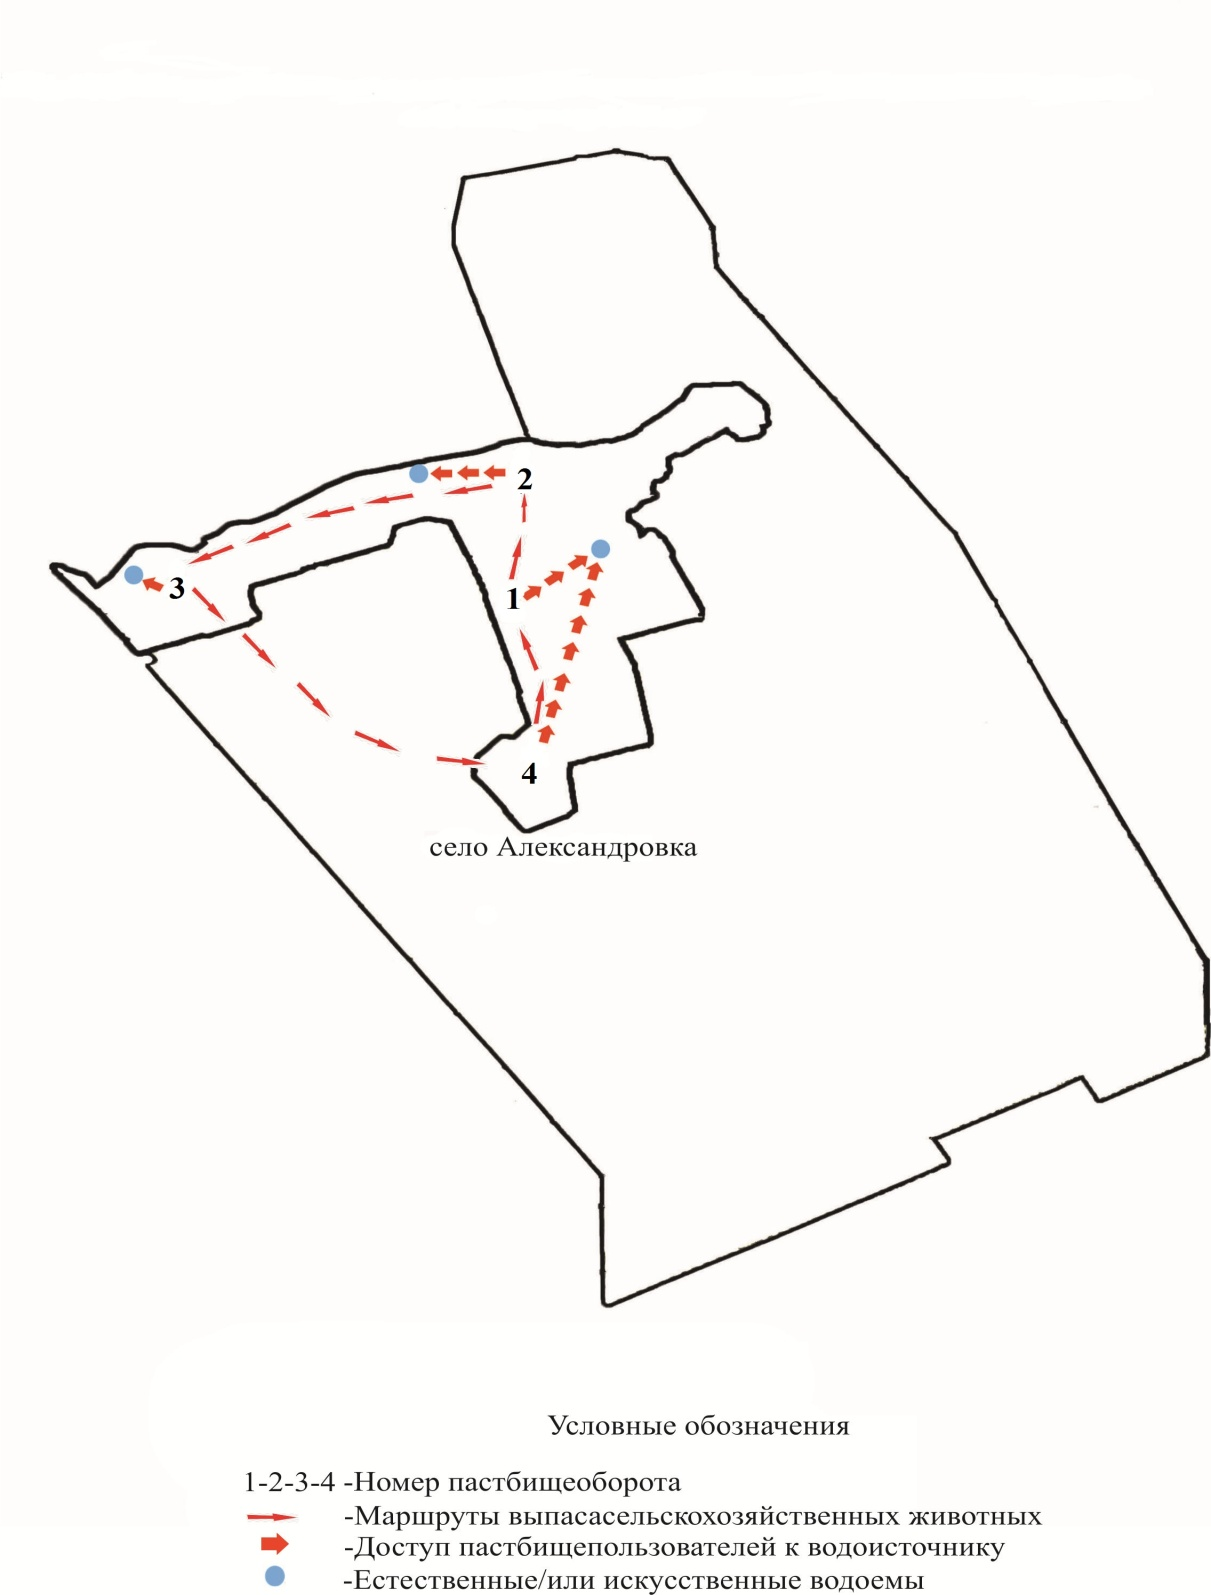 2
3
1
4
село Александровка
Условные обозначения
1-2-3-4 -Номер пастбищеоборота
-Маршруты выпасасельскохозяйственных животных
-Доступ пастбищепользователей к водоисточнику
-Естественные/или искусственные водоемы